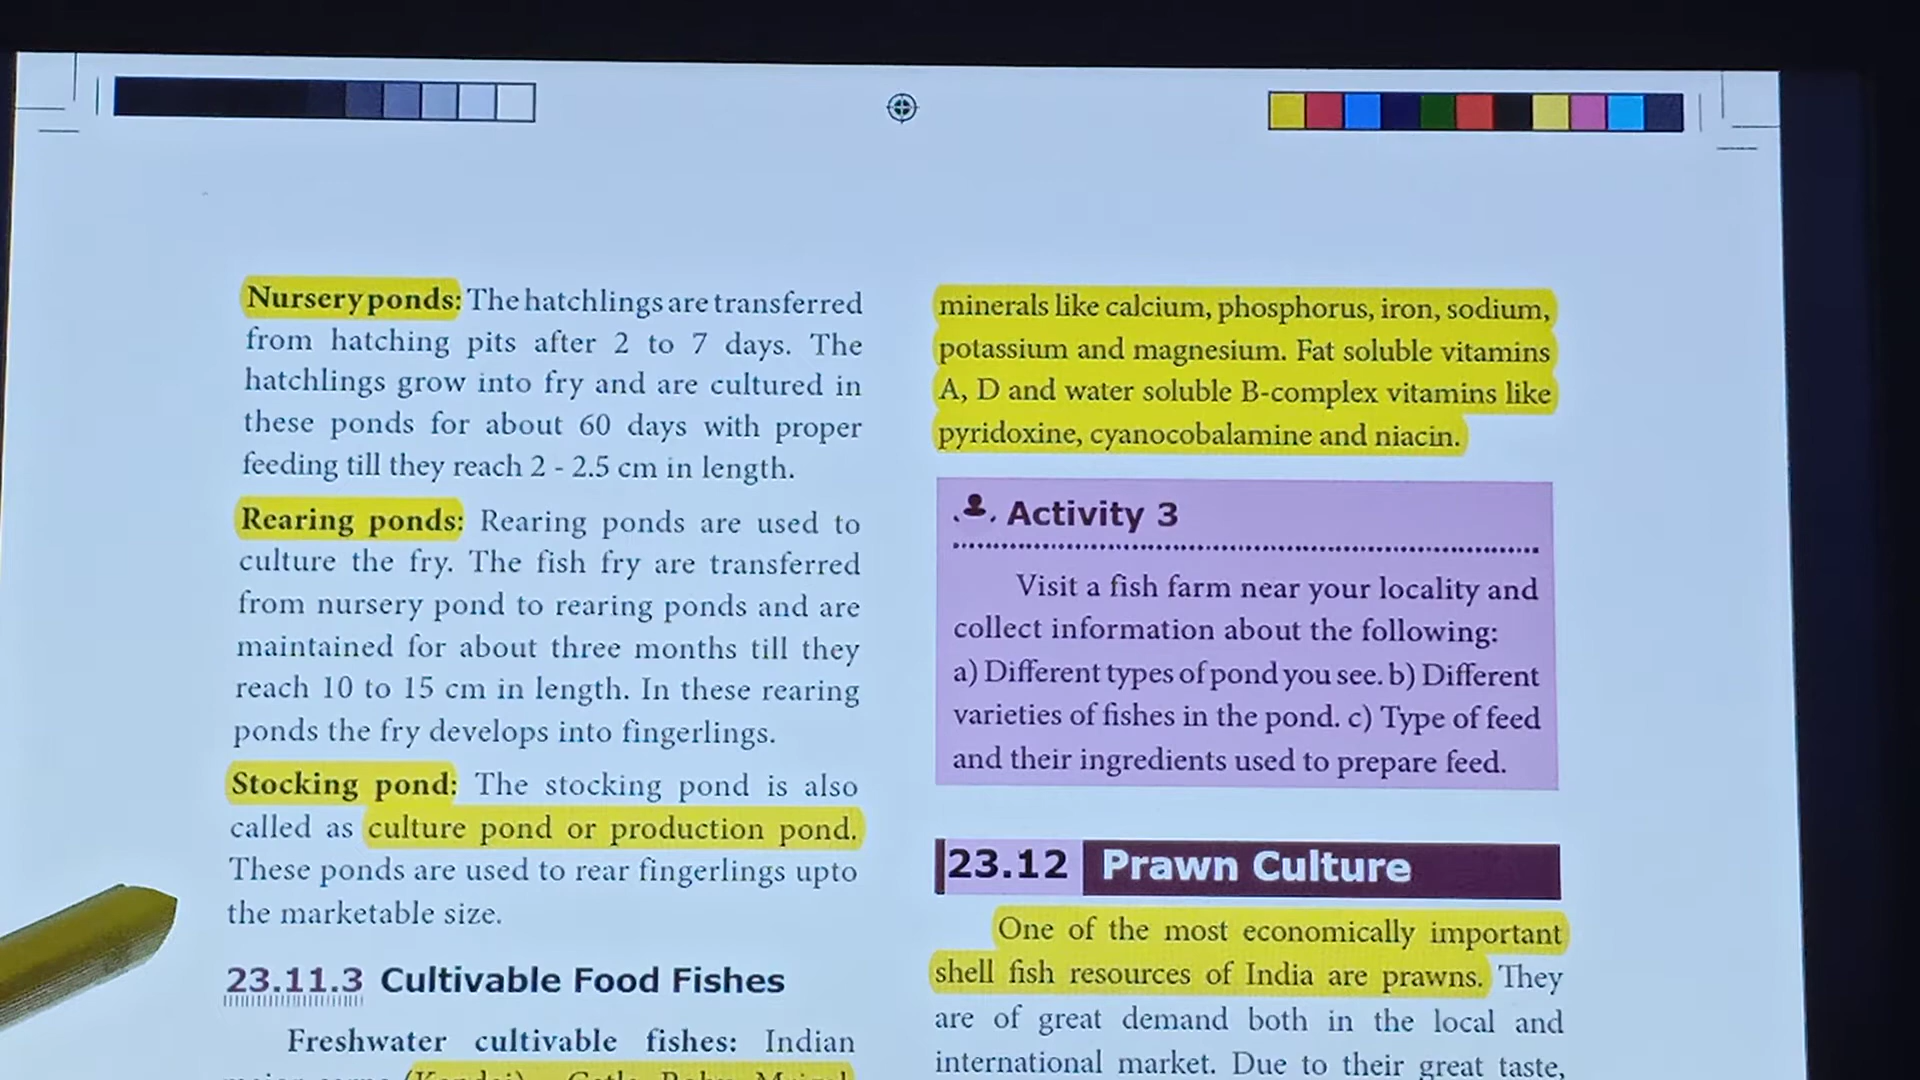 Nursery ponds: The hatchlings are transferred
from hatching pits after 2 to 7 days. The
hatchlings grow into fry and are cultured in
these ponds for about 60 days with proper
feeding till they reach 2 - 2.5 cm in length.
Rearing ponds: Rearing ponds are used to
culture the fry. The fish fry are transferred
from nursery pond to rearing ponds and are
maintained for about three months till they
reach 10 to 15 cm in length. In these rearing
ponds the fry develops into fingerlings.
Stocking pond: The stocking pond is also
called as culture pond or production pond.
These ponds are used to rear fingerlings upto
the marketable size.
23.11.3 Cultivable Food Fishes
Freshwater cultivable fishes: Indian
minerals like calcium, phosphorus, iron, sodium,
potassium and magnesium. Fat soluble vitamins
A, D and water soluble B-complex vitamins like
pyridoxine, cyanocobalamine and niacin.
Activity 3
Visit a fish farm near your locality and
collect information about the following:
a) Different types of pond you see. b) Different
varieties of fishes in the pond. c) Type of feed
and their ingredients used to prepare feed.
23.12 Prawn Culture
One of the most economically important
shell fish resources of India are prawns. They
are of great demand both in the local and
international market. Due to their great taste,